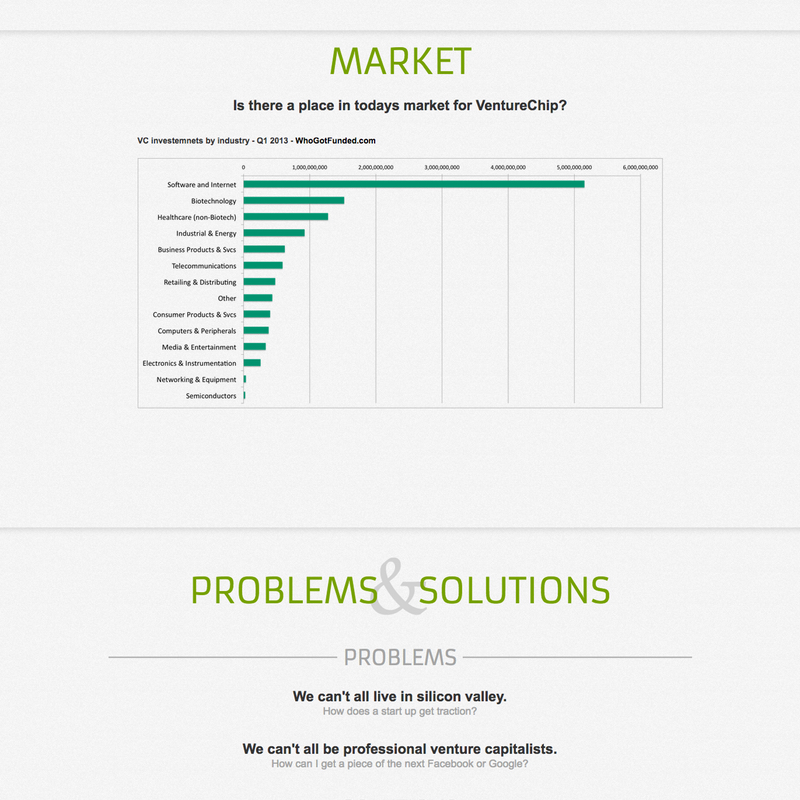 MARKET
Is there a place in todays market for VentureChip?
VC investemnets by industry - Q1 2013 - WhoGotFunded.com
0 1,000,000,000 2,000,000,000 3,000,000,000 4,000,000,000 5,000,000,000 6,000,000,000
Software and Internet
Biotechnology
Healthcare (non-Biotech)
Industrial & Energy
Business Products & Svcs
Telecommunications
Retailing & Distributing
Other
Consumer Products & Svcs
Computers & Peripherals
Media & Entertainment
Electronics & Instrumentation
Networking & Equipment
Semiconductors
PROBLEMS & SOLUTIONS
PROBLEMS
We can't all live in silicon valley.
How does a start up get traction?
We can't all be professional venture capitalists.
How can I get a piece of the next Facebook or Google?